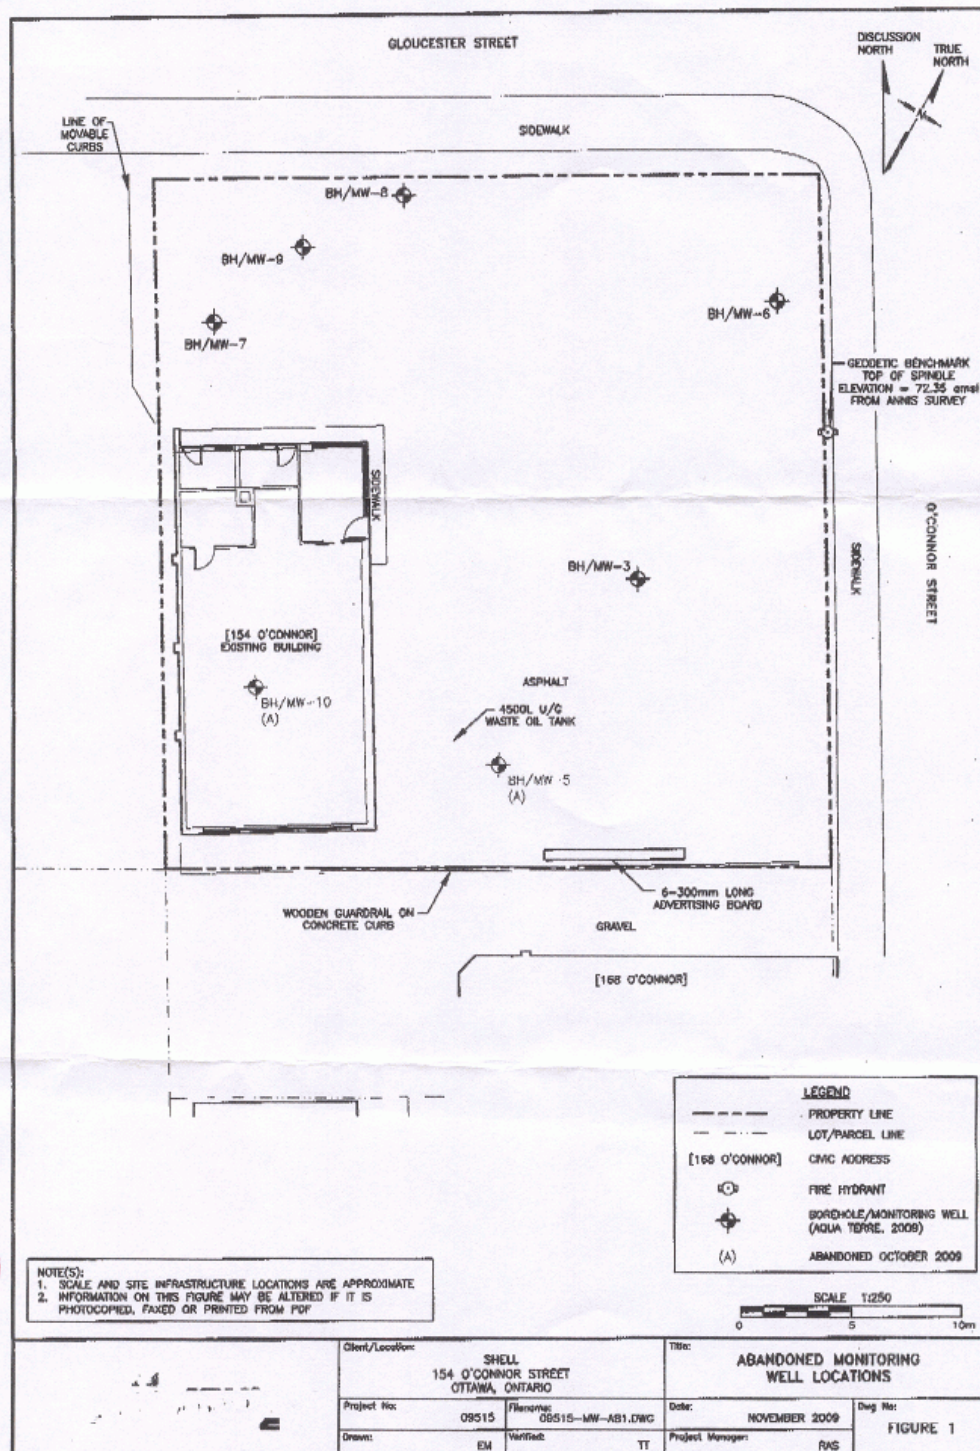 GLOUCESTER STREET
DISCUSSION
NORTH
TRUE
NORTH
LINE OF
MOVABLE
CURBS
SIDEWALK
BH/MW-8
BH/MW-9
BH/MW-6
BH/MW-7
GEODETIC BENCHMARK
TOP OF SPINDLE
ELEVATION = 72.35 amsl
FROM ANNIS SURVEY
SIDEWALK
O'CONNOR STREET
SIDEWALK
BH/MW-3
[154 O'CONNOR]
EXISTING BUILDING
BH/MW-10
(A)
ASPHALT
4500L U/G
WASTE OIL TANK
BH/MW-5
(A)
6-300mm LONG
ADVERTISING BOARD
WOODEN GUARDRAIL ON
CONCRETE CURB
GRAVEL
[168 O'CONNOR]
LEGEND
PROPERTY LINE
LOT/PARCEL LINE
[168 O'CONNOR] CIVIC ADDRESS
FIRE HYDRANT
BOREHOLE/MONITORING WELL
(AQUA TERRE, 2009)
(A) ABANDONED OCTOBER 2009
NOTE(S):
1. SCALE AND SITE INFRASTRUCTURE LOCATIONS ARE APPROXIMATE
2. INFORMATION ON THIS FIGURE MAY BE ALTERED IF IT IS
PHOTOCOPIED, FAXED OR PRINTED FROM PDF
SCALE 1:250
0 5 10m
Client/Location:
SHELL
154 O'CONNOR STREET
OTTAWA, ONTARIO
Title:
ABANDONED MONITORING
WELL LOCATIONS
Project No:
09515
Filename:
09515-MW-AB1.DWG
Date:
NOVEMBER 2009
Dwg No:
FIGURE 1
Drawn:
EM
Verified:
TT
Project Manager:
RAS